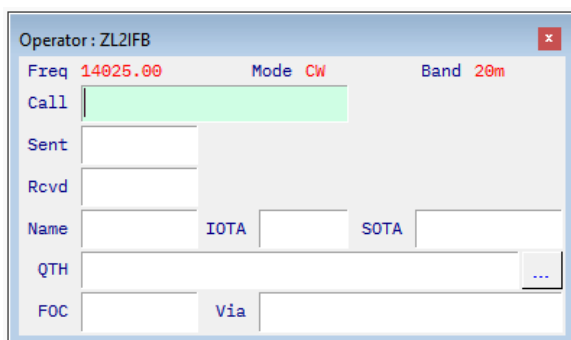 Operator : ZL2IFB x
Freq 14025.00 Mode CW Band 20m
Call
Sent
Rcvd
Name IOTA SOTA
QTH ...
FOC Via